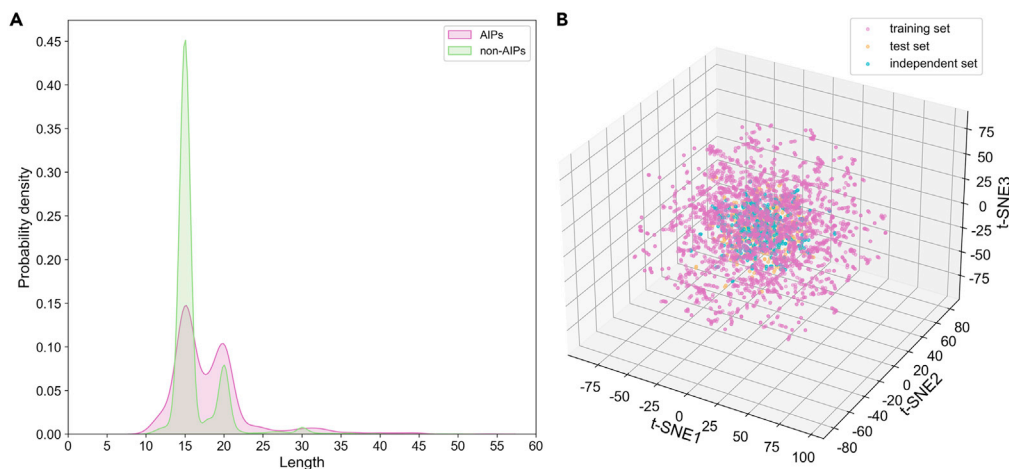 A
0.45
0.40
0.35
0.30
0.25
0.20
0.15
0.10
0.05
0.00
Probability density
AIPs
non-AIPs
0 5 10 15 20 25 30 35 40 45 50 55 60
Length
B
training set
test set
independent set
75
50
25
0
-25
-50
-75
t-SNE3
80
60
40
20
0
-20
-40
-60
-80
t-SNE2
-75
-50
-25
0
25
50
75
100
t-SNE1